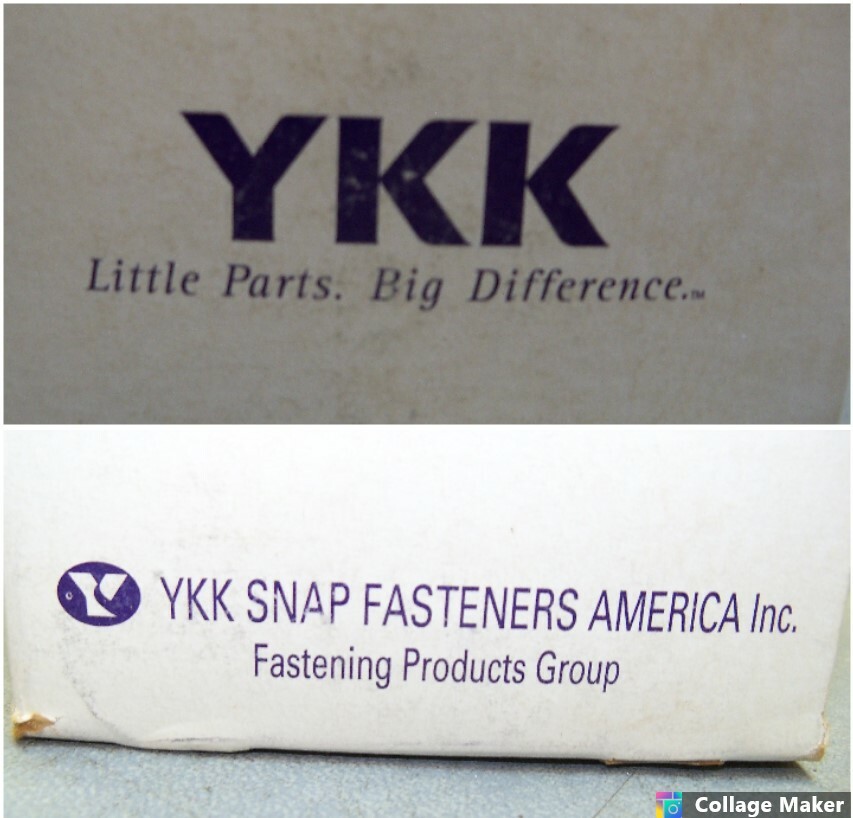 YKK
Little Parts. Big Difference.™
YKK SNAP FASTENERS AMERICA Inc.
Fastening Products Group
Collage Maker